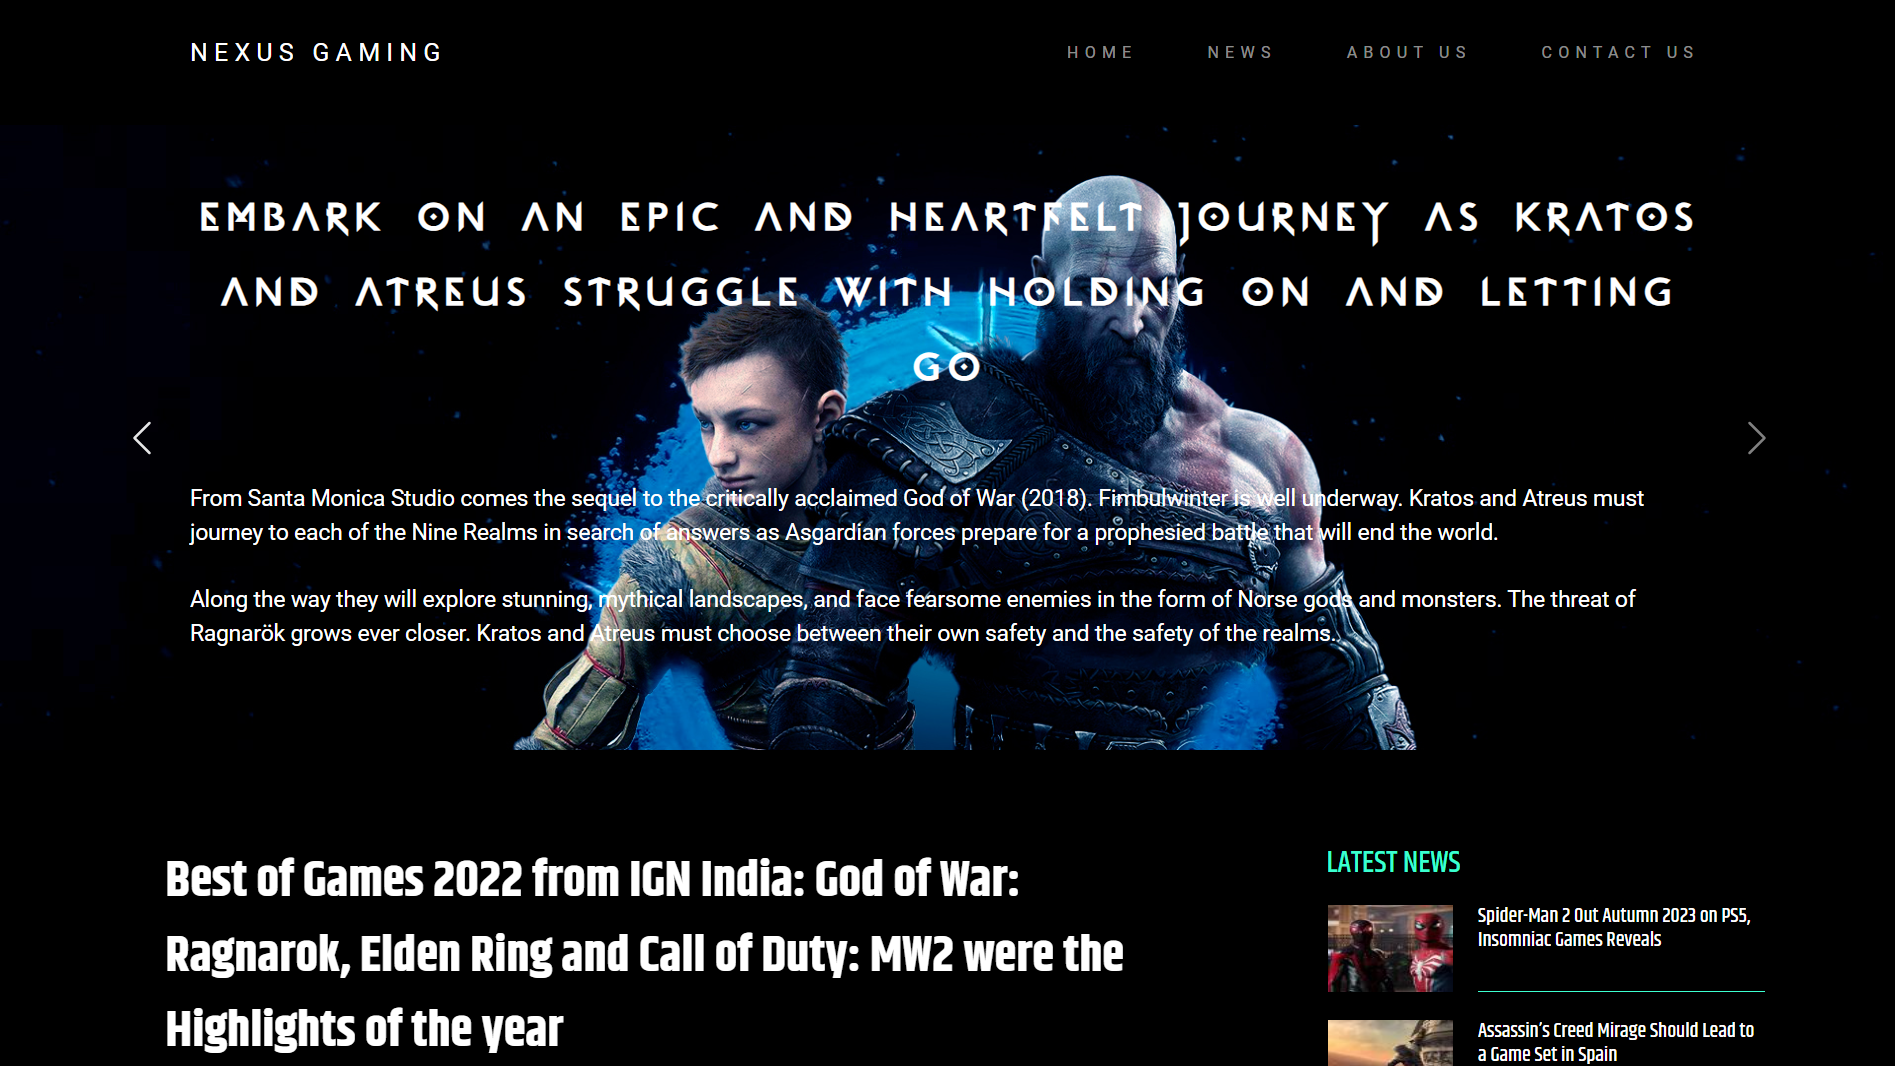 NEXUS GAMING
HOME NEWS ABOUT US CONTACT US
EMBARK ON AN EPIC AND HEARTFELT JOURNEY AS KRATOS
AND ATREUS STRUGGLE WITH HOLDING ON AND LETTING
GO
From Santa Monica Studio comes the sequel to the critically acclaimed God of War (2018). Fimbulwinter is well underway. Kratos and Atreus must
journey to each of the Nine Realms in search of answers as Asgardian forces prepare for a prophesied battle that will end the world.
Along the way they will explore stunning, mythical landscapes, and face fearsome enemies in the form of Norse gods and monsters. The threat of
Ragnarök grows ever closer. Kratos and Atreus must choose between their own safety and the safety of the realms.
Best of Games 2022 from IGN India: God of War:
Ragnarok, Elden Ring and Call of Duty: MW2 were the
Highlights of the year
LATEST NEWS
Spider-Man 2 Out Autumn 2023 on PS5,
Insomniac Games Reveals
Assassin’s Creed Mirage Should Lead to
a Game Set in Spain